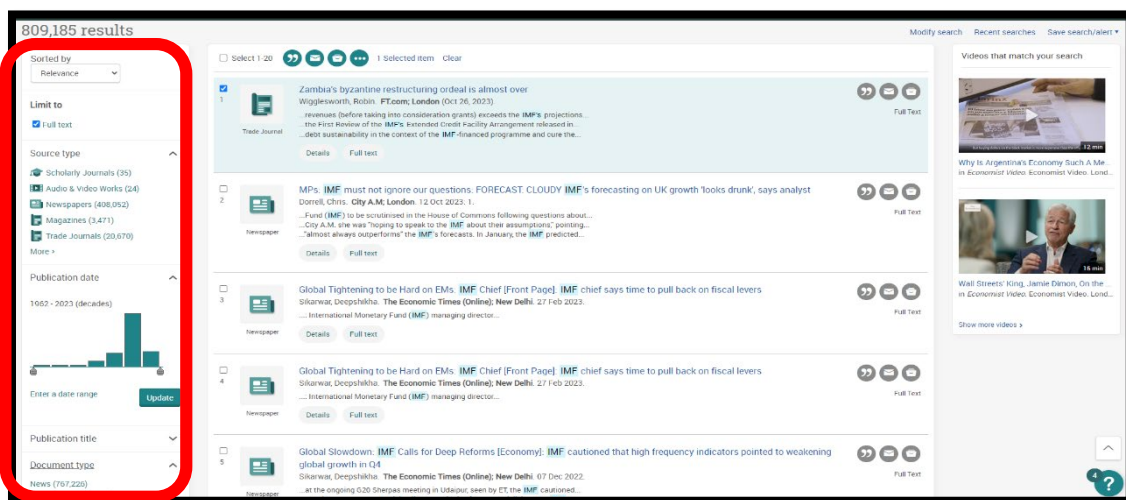 809,185 results
Modify search Recent searches Save search/alert
Sorted by
Relevance
Limit to
Full text
Source type
Scholarly Journals (35)
Audio & Video Works (24)
Newspapers (408,052)
Magazines (3,471)
Trade Journals (20,670)
More >
Publication date
1962 - 2023 (decades)
Enter a date range
Update
Publication title
Document type
News (767,226)
Select 1-20 1 Selected item Clear
1
Trade Journal
Zambia's byzantine restructuring ordeal is almost over
Wigglesworth, Robin. FT.com; London (Oct 26, 2023).
...revenues (before taking into consideration grants) exceeds the IMF's projections...
...the First Review of the IMF's Extended Credit Facility Arrangement released in...
...debt sustainability in the context of the IMF-financed programme and cure the...
Details Full text
Full Text
2
Newspaper
MPs: IMF must not ignore our questions: FORECAST: CLOUDY IMF's forecasting on UK growth 'looks drunk', says analyst
Dorrell, Chris. City A.M; London. 12 Oct 2023: 1.
...Fund (IMF) to be scrutinised in the House of Commons following questions about...
...City A.M. she was "hoping to speak to the IMF about their assumptions," pointing...
..."almost always outperforms" the IMF's forecasts. In January, the IMF predicted...
Details Full text
Full Text
3
Newspaper
Global Tightening to be Hard on EMs: IMF Chief [Front Page]: IMF chief says time to pull back on fiscal levers
Sikarwar, Deepshikha. The Economic Times (Online); New Delhi. 27 Feb 2023.
.... International Monetary Fund (IMF) managing director...
Details Full text
Full Text
4
Newspaper
Global Tightening to be Hard on EMs: IMF Chief [Front Page]: IMF chief says time to pull back on fiscal levers
Sikarwar, Deepshikha. The Economic Times (Online); New Delhi. 27 Feb 2023.
.... International Monetary Fund (IMF) managing director...
Details Full text
Full Text
5
Newspaper
Global Slowdown: IMF Calls for Deep Reforms [Economy]: IMF cautioned that high frequency indicators pointed to weakening
global growth in Q4
Sikarwar, Deepshikha. The Economic Times (Online); New Delhi. 07 Dec 2022.
...at the ongoing G20 Sherpas meeting in Udaipur, seen by ET, the IMF cautioned...
Full Text
Videos that match your search
12 min
Why Is Argentina's Economy Such A Me...
in Economist Video. Economist Video. Lond...
16 min
Wall Streets' King, Jamie Dimon, On the ...
in Economist Video. Economist Video. Lond...
Show more videos >
4
?